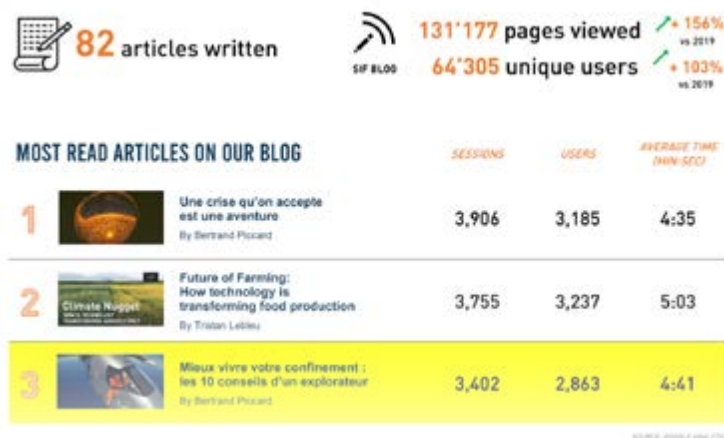 82 articles written
SIF BLOG
131'177 pages viewed
+ 156%
vs 2019
64'305 unique users
+ 103%
vs 2019
MOST READ ARTICLES ON OUR BLOG
SESSIONS
USERS
AVERAGE TIME
(MIN:SEC)
1
Une crise qu'on accepte
est une aventure
By Bertrand Piccard
3,906
3,185
4:35
2
Climate Nugget
Future of Farming:
How technology is
transforming food production
By Tristan Lebleu
3,755
3,237
5:03
3
Mieux vivre votre confinement :
les 10 conseils d'un explorateur
By Bertrand Piccard
3,402
2,863
4:41